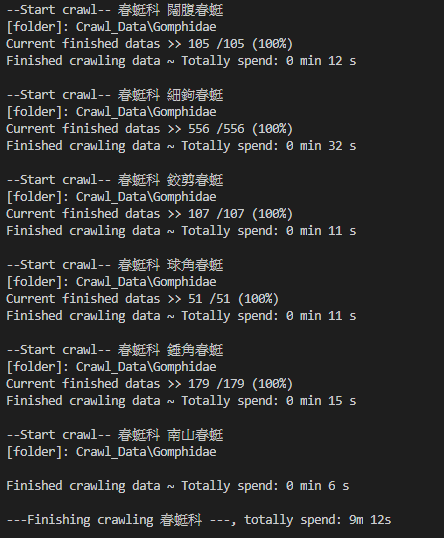 --Start crawl-- 春蜓科 闊腹春蜓
[folder]: Crawl_Data\Gomphidae
Current finished datas >> 105 /105 (100%)
Finished crawling data ~ Totally spend: 0 min 12 s
--Start crawl-- 春蜓科 細鉤春蜓
[folder]: Crawl_Data\Gomphidae
Current finished datas >> 556 /556 (100%)
Finished crawling data ~ Totally spend: 0 min 32 s
--Start crawl-- 春蜓科 鉸剪春蜓
[folder]: Crawl_Data\Gomphidae
Current finished datas >> 107 /107 (100%)
Finished crawling data ~ Totally spend: 0 min 11 s
--Start crawl-- 春蜓科 球角春蜓
[folder]: Crawl_Data\Gomphidae
Current finished datas >> 51 /51 (100%)
Finished crawling data ~ Totally spend: 0 min 11 s
--Start crawl-- 春蜓科 錘角春蜓
[folder]: Crawl_Data\Gomphidae
Current finished datas >> 179 /179 (100%)
Finished crawling data ~ Totally spend: 0 min 15 s
--Start crawl-- 春蜓科 南山春蜓
[folder]: Crawl_Data\Gomphidae
Finished crawling data ~ Totally spend: 0 min 6 s
---Finishing crawling 春蜓科 ---, totally spend: 9m 12s